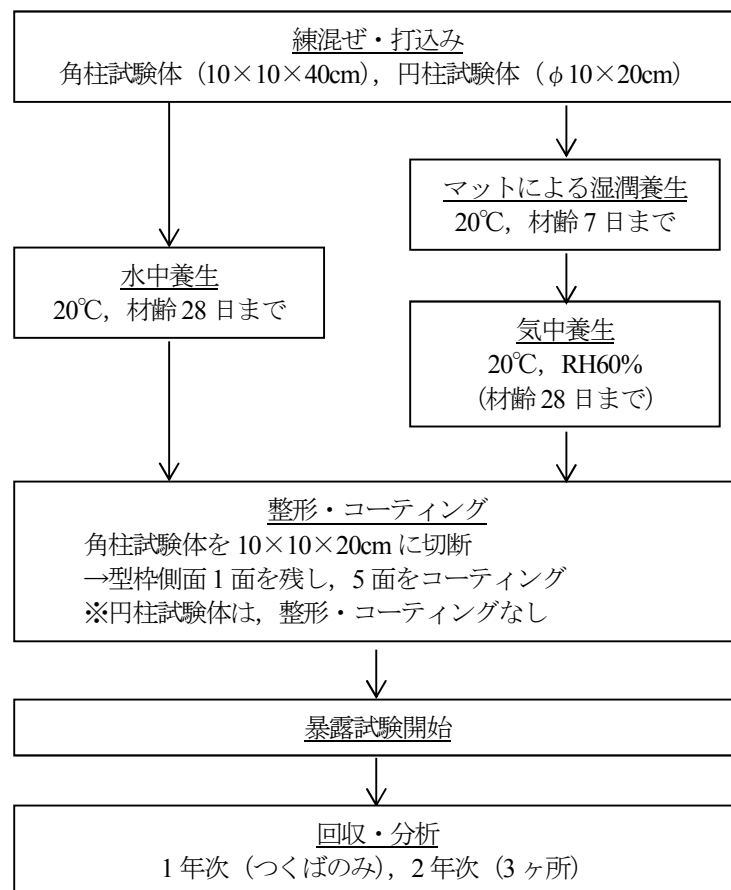 練混ぜ・打込み
角柱試験体（10×10×40cm），円柱試験体（φ10×20cm）
マットによる湿潤養生
20℃，材齢7日まで
水中養生
20℃，材齢28日まで
気中養生
20℃，RH60%
（材齢28日まで）
整形・コーティング
角柱試験体を10×10×20cmに切断
→型枠側面1面を残し，5面をコーティング
※円柱試験体は，整形・コーティングなし
暴露試験開始
回収・分析
1年次（つくばのみ），2年次（3ヶ所）